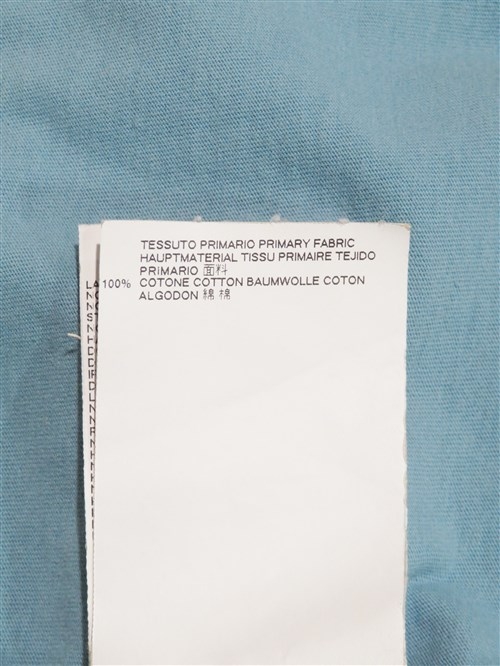 TESSUTO PRIMARIO PRIMARY FABRIC
HAUPTMATERIAL TISSU PRIMAIRE TEJIDO
PRIMARIO 面料
100% COTONE COTTON BAUMWOLLE COTON
ALGODON 綿 棉